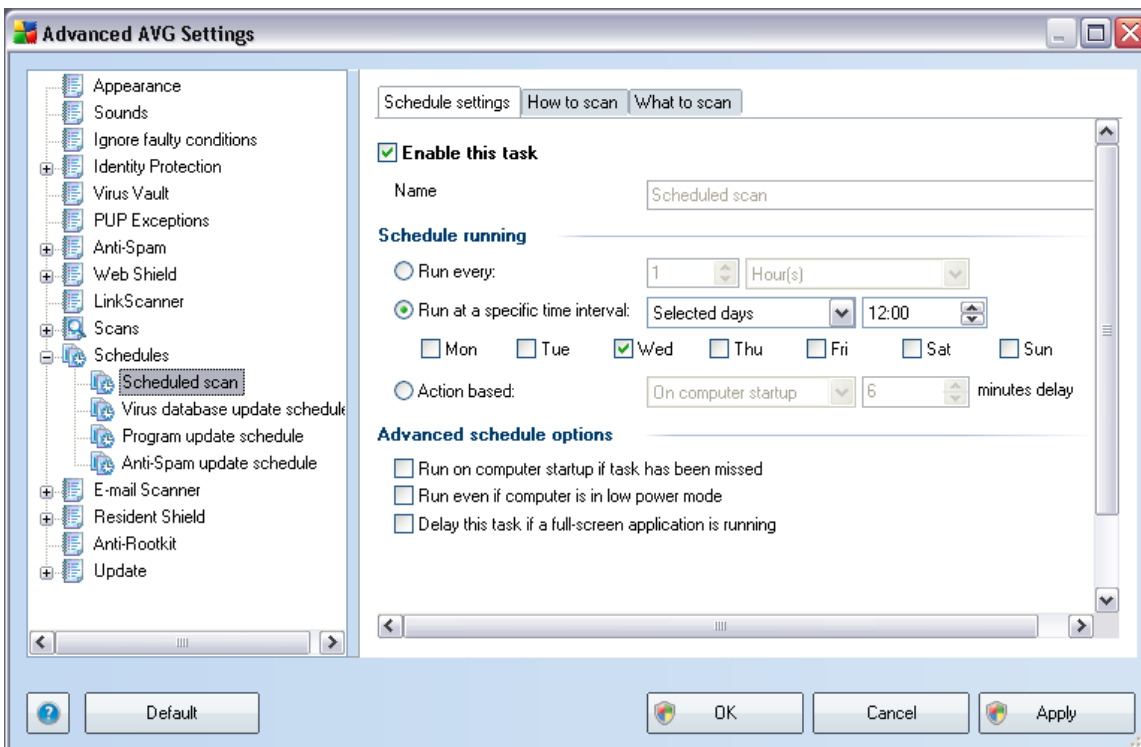 Advanced AVG Settings
Appearance
Sounds
Ignore faulty conditions
Identity Protection
Virus Vault
PUP Exceptions
Anti-Spam
Web Shield
LinkScanner
Scans
Schedules
Scheduled scan
Virus database update schedule
Program update schedule
Anti-Spam update schedule
E-mail Scanner
Resident Shield
Anti-Rootkit
Update
Schedule settings How to scan What to scan
Enable this task
Name Scheduled scan
Schedule running
Run every: 1 Hour(s)
Run at a specific time interval: Selected days 12:00
Mon Tue Wed Thu Fri Sat Sun
Action based: On computer startup 6 minutes delay
Advanced schedule options
Run on computer startup if task has been missed
Run even if computer is in low power mode
Delay this task if a full-screen application is running
? Default OK Cancel Apply